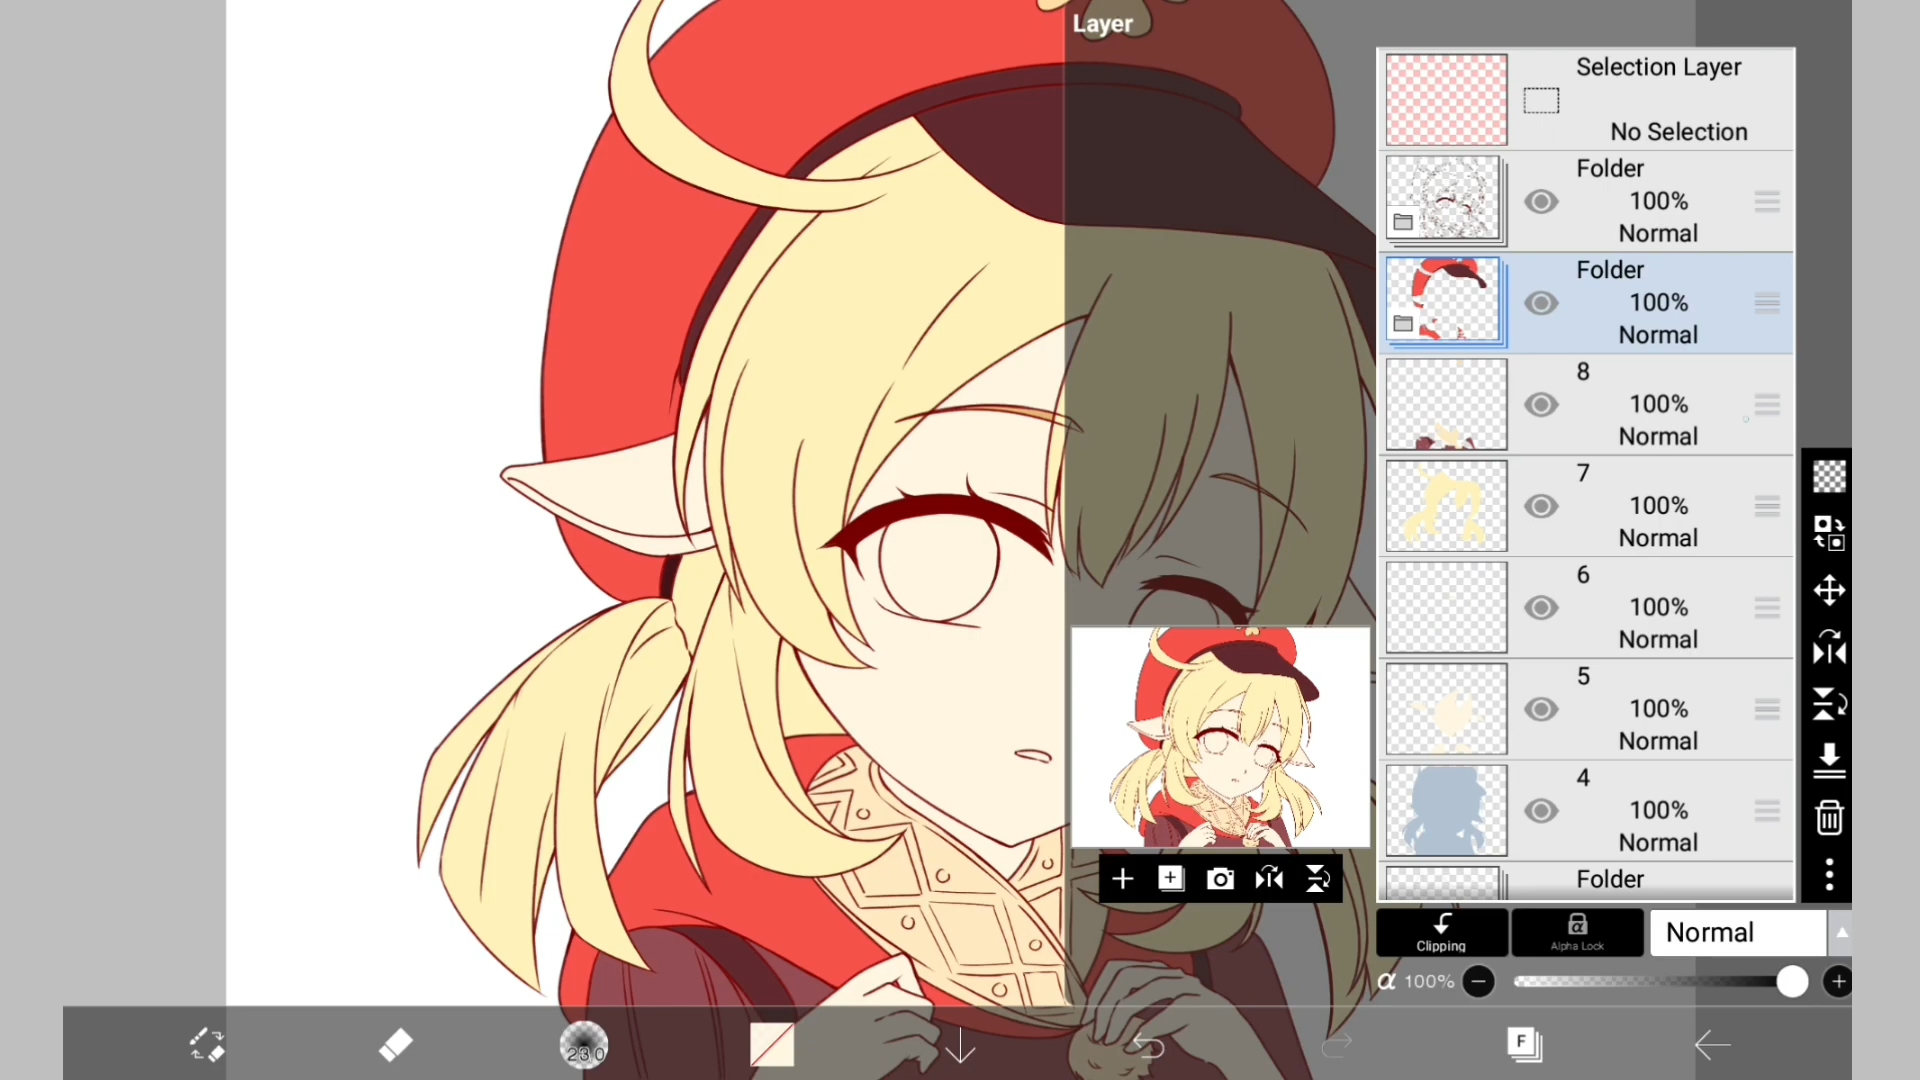 Layer
Selection Layer
No Selection
Folder
100%
Normal
Folder
100%
Normal
8
100%
Normal
7
100%
Normal
6
100%
Normal
5
100%
Normal
4
100%
Normal
Folder
Clipping
Alpha Lock
Normal
α 100%
23.0
F